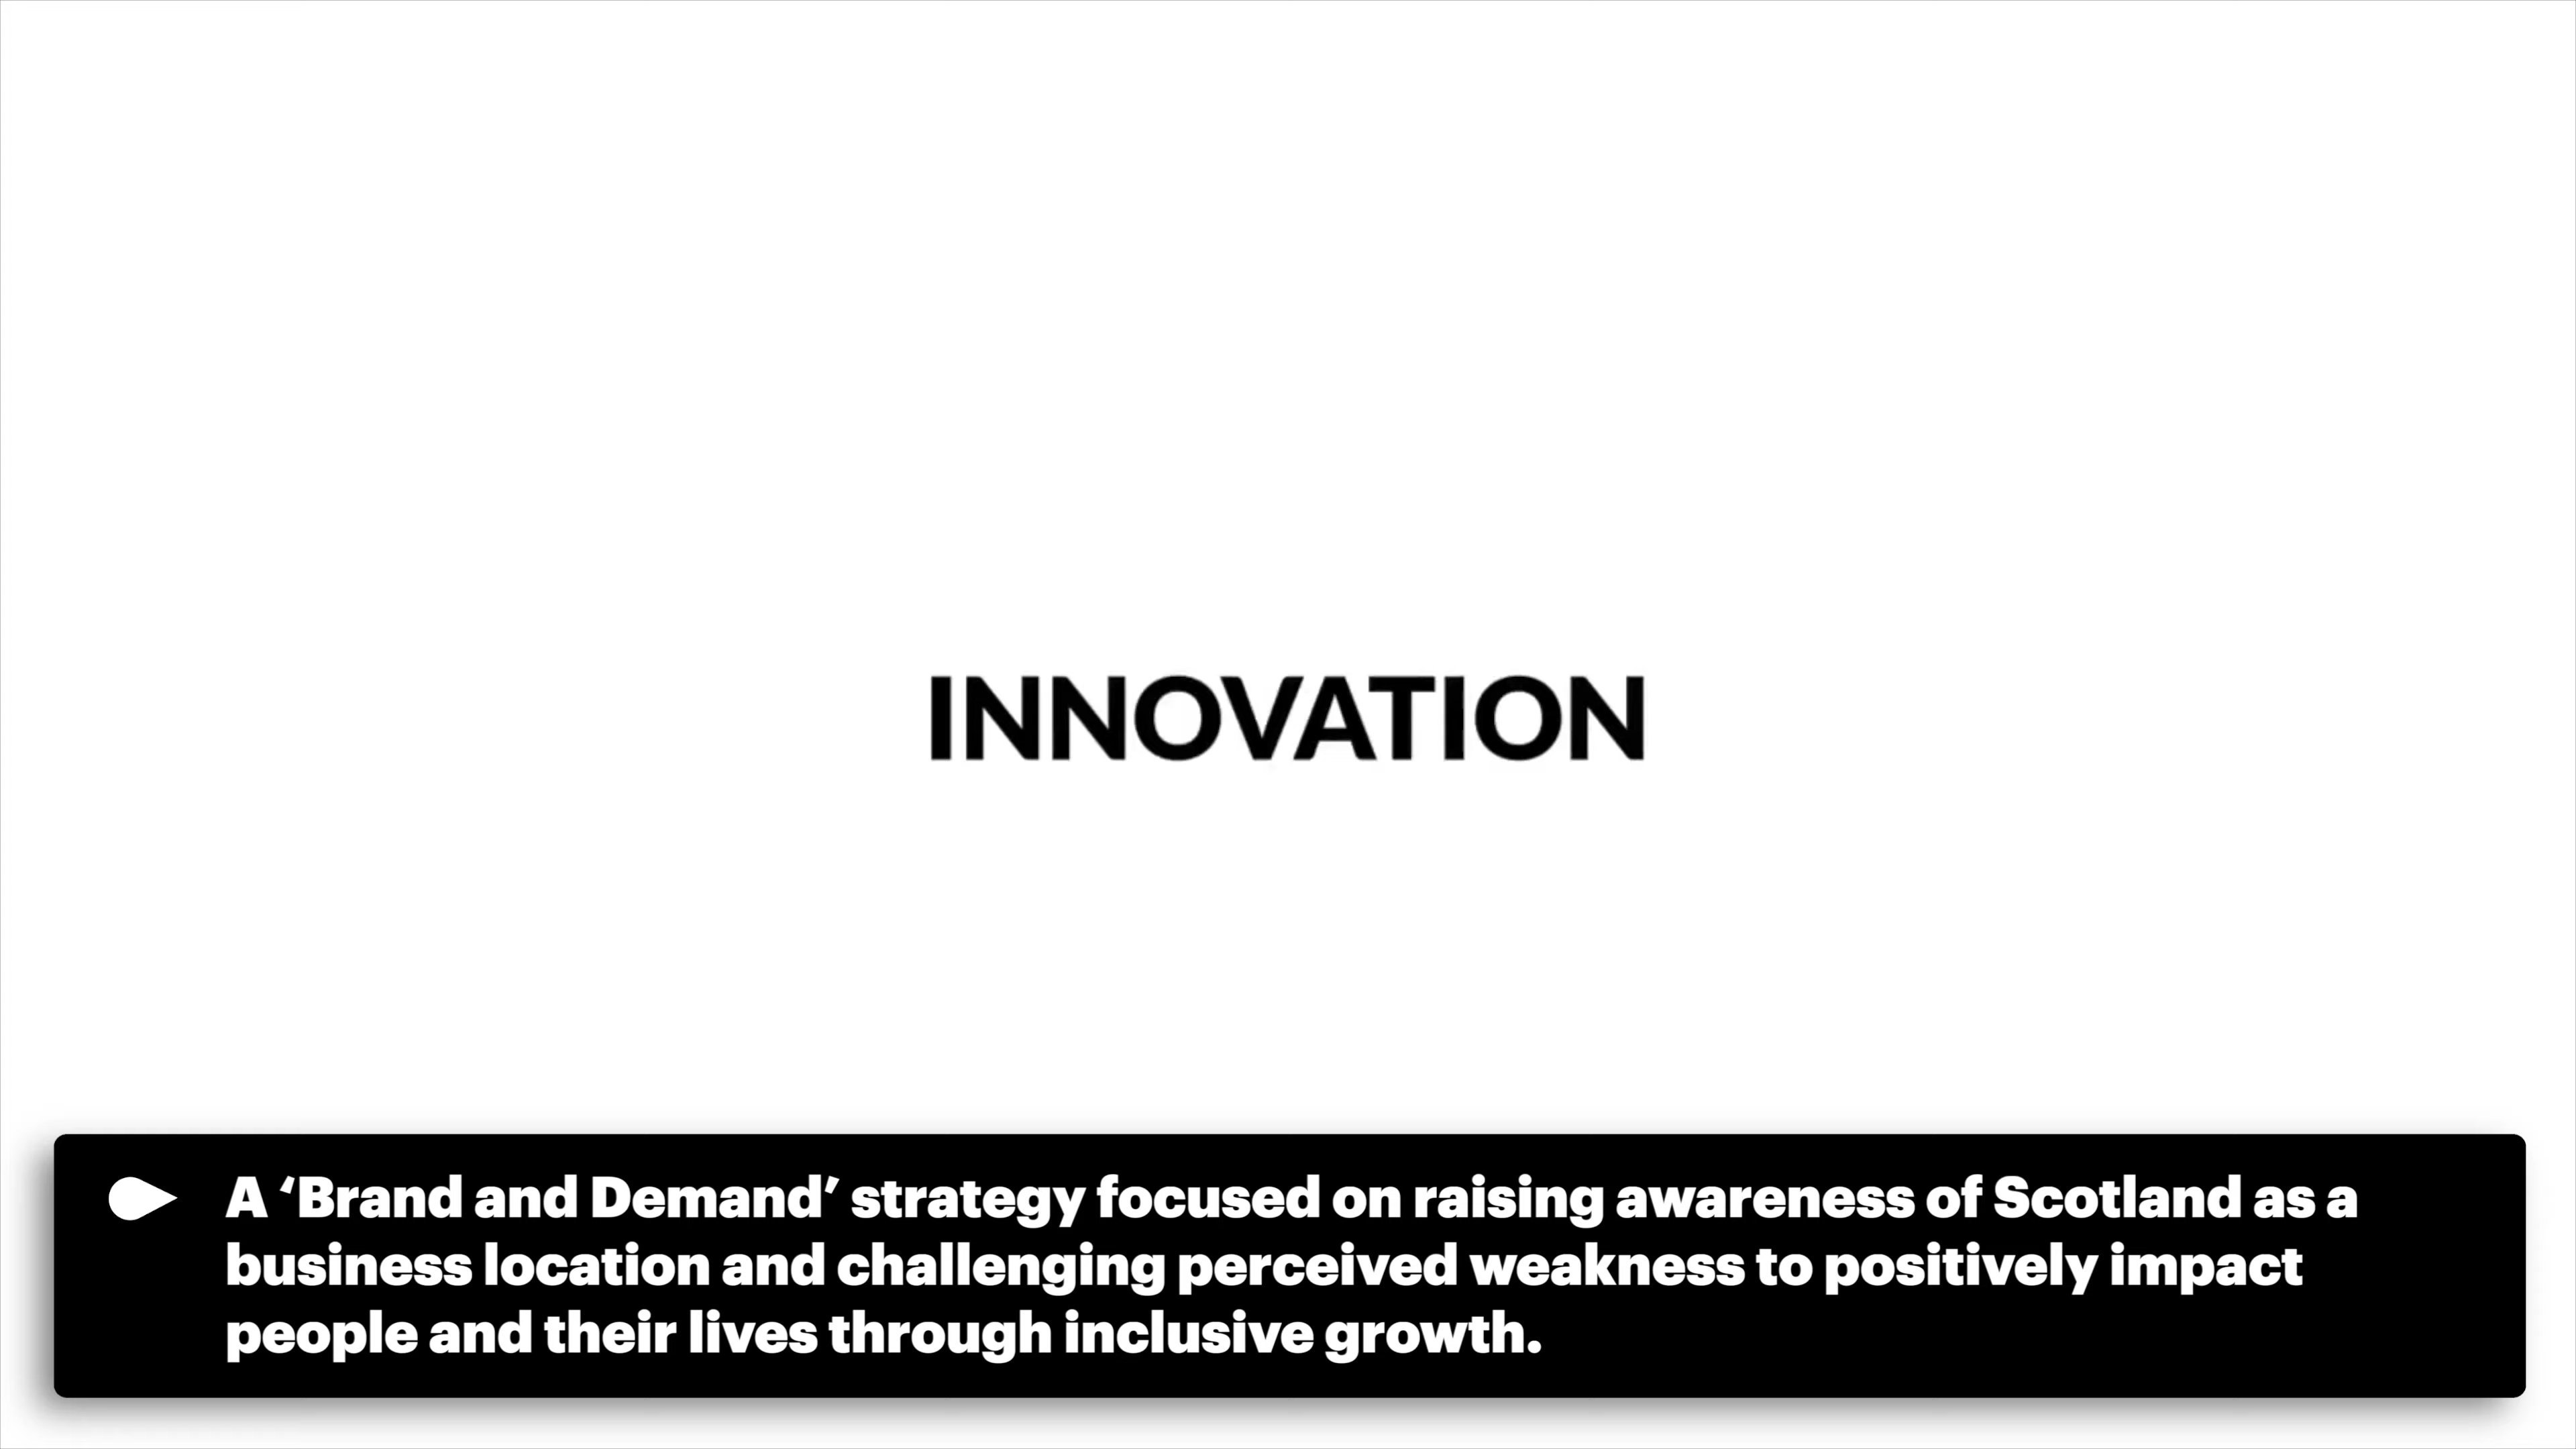 INNOVATION
A ‘Brand and Demand’ strategy focused on raising awareness of Scotland as a
business location and challenging perceived weakness to positively impact
people and their lives through inclusive growth.